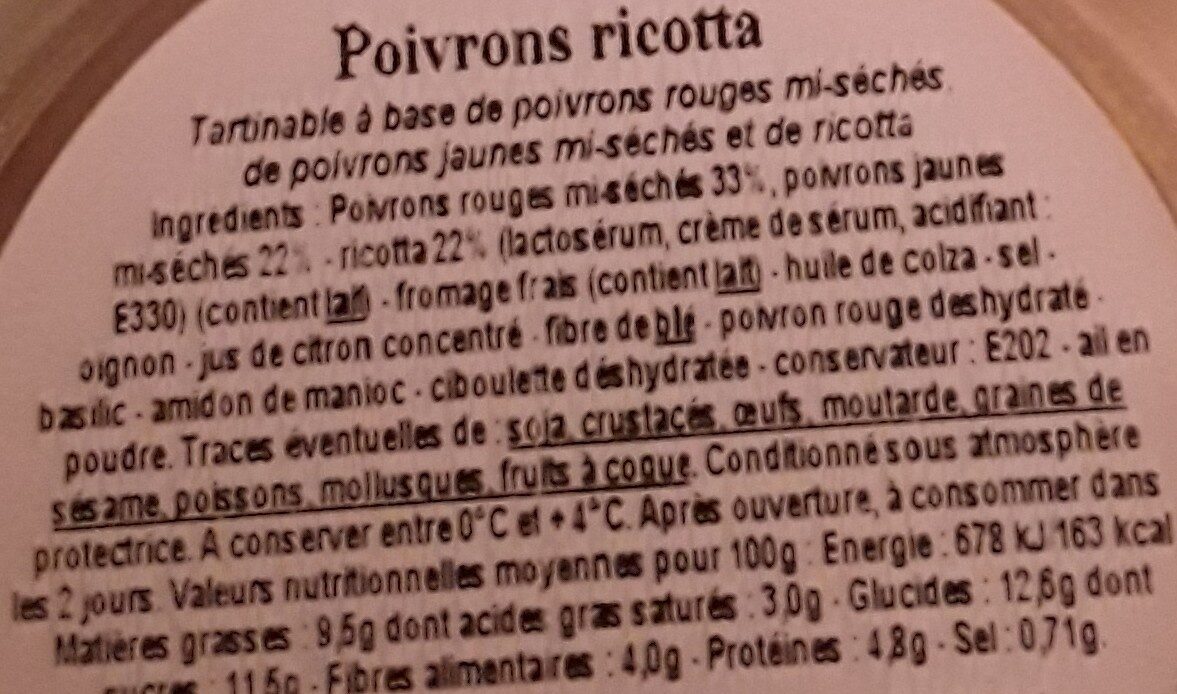 Poivrons ricotta
Tartinable à base de poivrons rouges mi-séchés,
de poivrons jaunes mi-séchés et de ricotta
Ingrédients : Poivrons rouges mi-séchés 33%, poivrons jaunes
mi-séchés 22% - ricotta 22% (lactosérum, crème de sérum, acidifiant :
E330) (contient lait) - fromage frais (contient lait) - huile de colza - sel -
oignon - jus de citron concentré - fibre de blé - poivron rouge déshydraté -
basilic - amidon de manioc - ciboulette déshydratée - conservateur : E202 - ail en
poudre. Traces éventuelles de : soja, crustacés, œufs, moutarde, graines de
sésame, poissons, mollusques, fruits à coque. Conditionné sous atmosphère
protectrice. A conserver entre 0°C et +4°C. Après ouverture, à consommer dans
les 2 jours. Valeurs nutritionnelles moyennes pour 100g : Energie : 678 kJ 163 kcal
Matières grasses : 9,5g dont acides gras saturés : 3,0g - Glucides : 12,6g dont
sucres : 11,5g - Fibres alimentaires : 4,0g - Protéines : 4,8g - Sel : 0,71g.